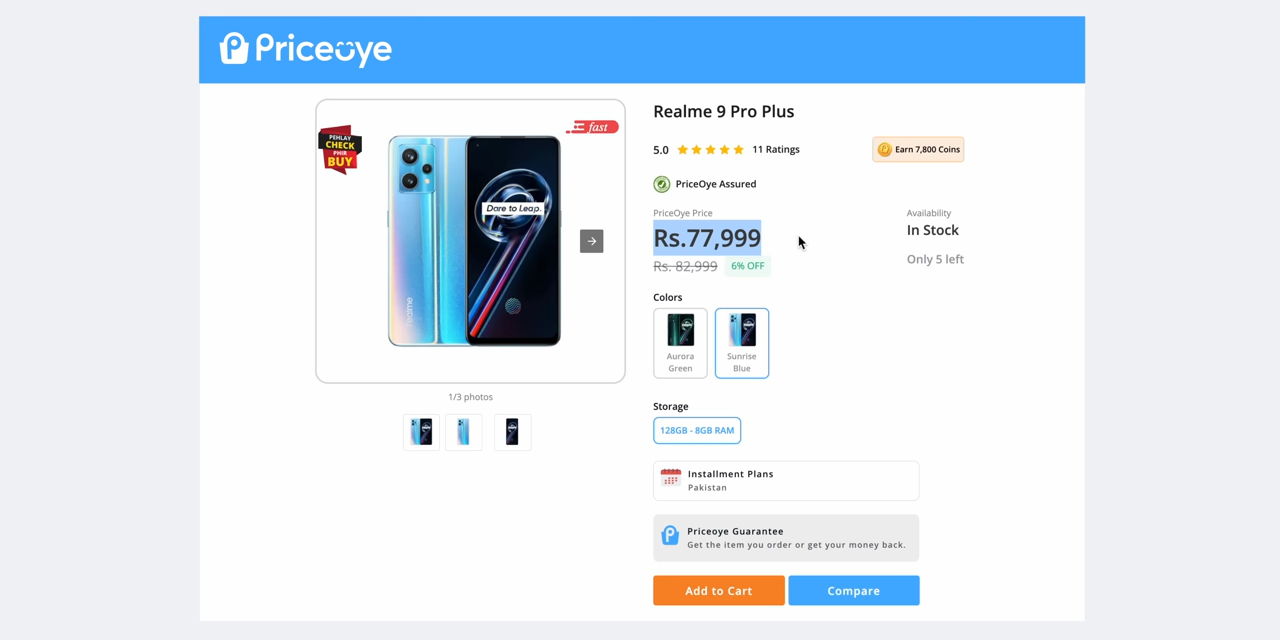 Priceoye
PEHLAY
CHECK
PHIR
BUY
fast
Dare to Leap.
realme
1/3 photos
Realme 9 Pro Plus
5.0 11 Ratings
Earn 7,800 Coins
PriceOye Assured
PriceOye Price
Rs.77,999
Rs. 82,999 6% OFF
Availability
In Stock
Only 5 left
Colors
Aurora
Green
Sunrise
Blue
Storage
128GB - 8GB RAM
Installment Plans
Pakistan
Priceoye Guarantee
Get the item you order or get your money back.
Add to Cart
Compare